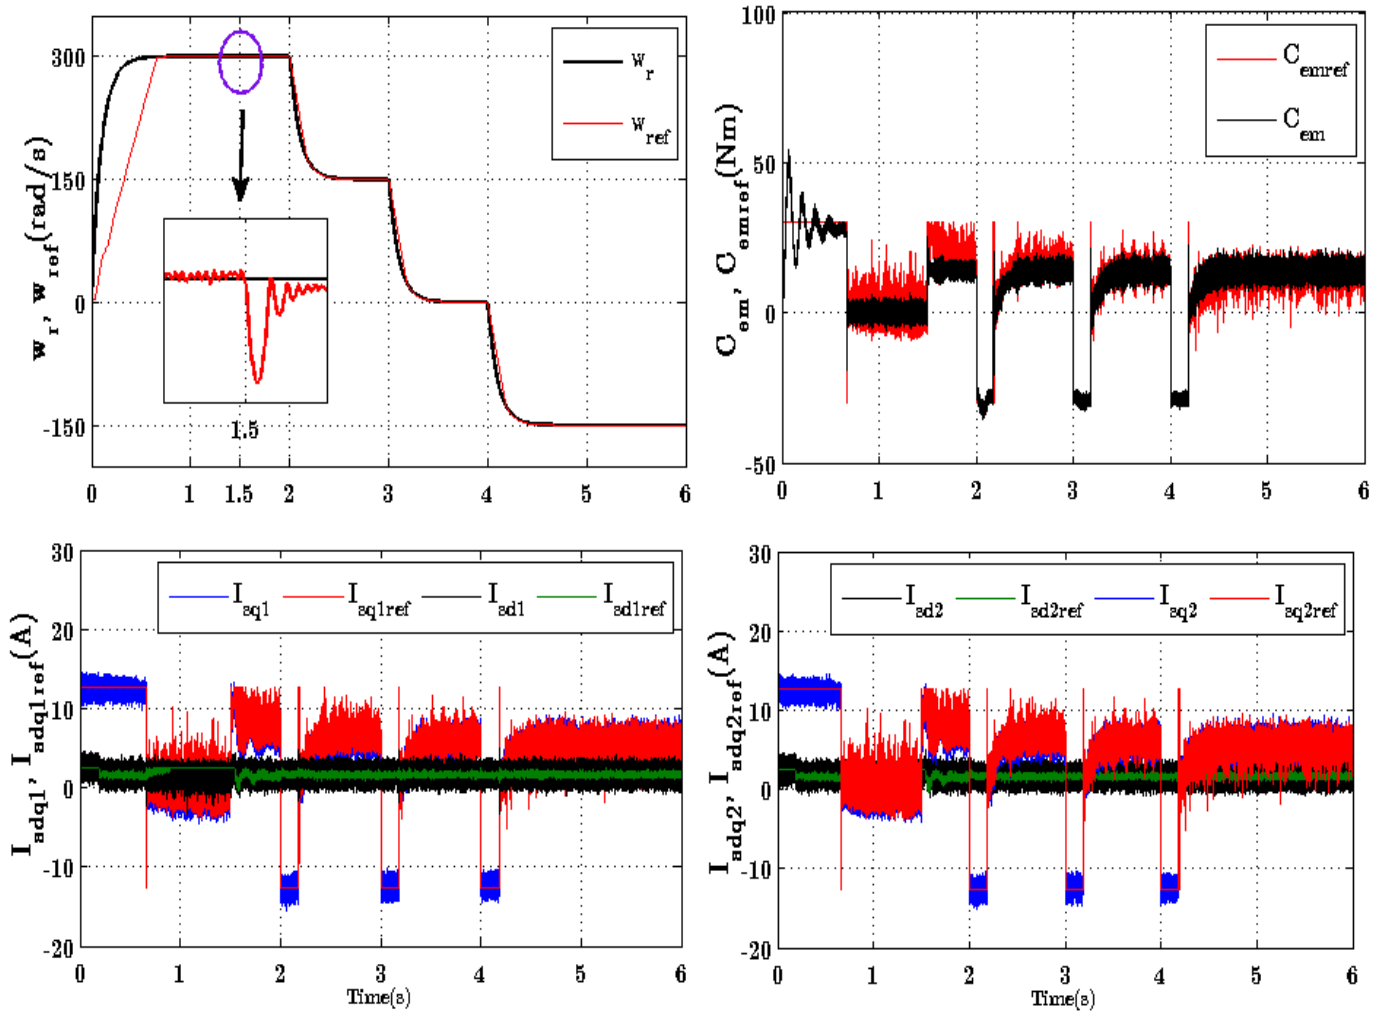 w_r, w_ref(rad/s)
300
150
0
-150
w_r
w_ref
1.5
0 1 1.5 2 3 4 5 6
C_em, C_emref(Nm)
100
50
0
-50
C_emref
C_em
0 1 2 3 4 5 6
I_sdq1, I_sdq1ref(A)
30
20
10
0
-10
-20
I_sq1 I_sq1ref I_sd1 I_sd1ref
0 1 2 3 4 5 6
Time(s)
I_sdq2, I_sdq2ref(A)
30
20
10
0
-10
-20
I_sd2 I_sd2ref I_sq2 I_sq2ref
0 1 2 3 4 5 6
Time(s)